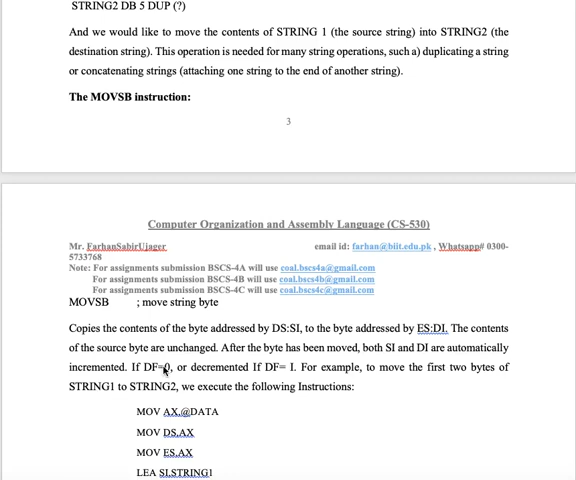 STRING2 DB 5 DUP (?)
And we would like to move the contents of STRING 1 (the source string) into STRING2 (the
destination string). This operation is needed for many string operations, such a) duplicating a string
or concatenating strings (attaching one string to the end of another string).
The MOVSB instruction:
3
Computer Organization and Assembly Language (CS-530)
Mr. FarhanSabirUjager email id: farhan@biit.edu.pk , Whatsapp# 0300-
5733768
Note: For assignments submission BSCS-4A will use coal.bscs4a@gmail.com
For assignments submission BSCS-4B will use coal.bscs4b@gmail.com
For assignments submission BSCS-4C will use coal.bscs4c@gmail.com
MOVSB ; move string byte
Copies the contents of the byte addressed by DS:SI, to the byte addressed by ES:DI. The contents
of the source byte are unchanged. After the byte has been moved, both SI and DI are automatically
incremented. If DF=0, or decremented If DF= I. For example, to move the first two bytes of
STRING1 to STRING2, we execute the following Instructions:
MOV AX,@DATA
MOV DS,AX
MOV ES,AX
LEA SI,STRING1